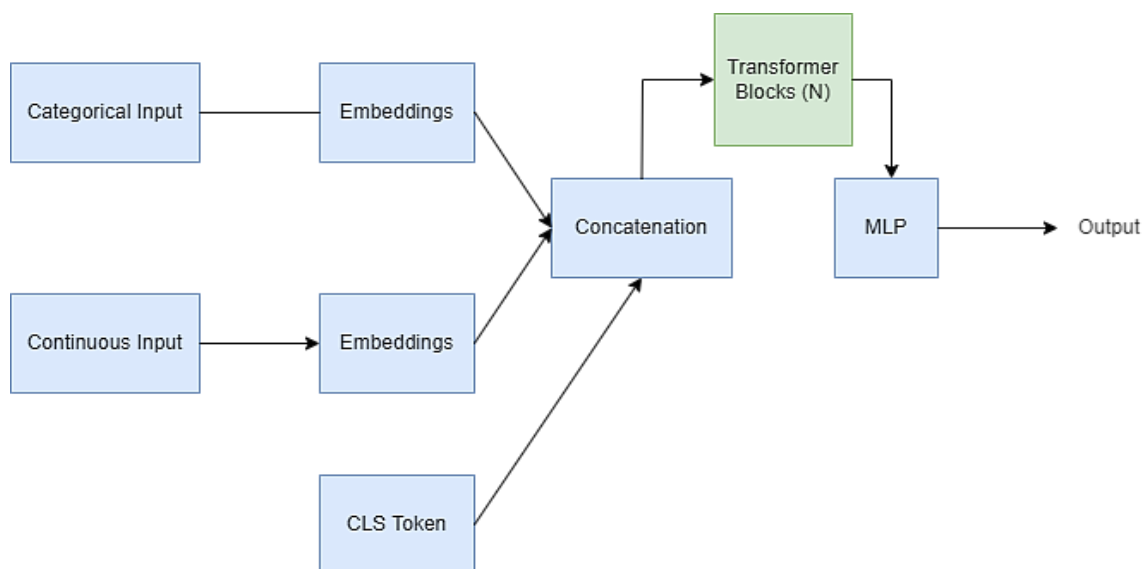 Categorical Input
Embeddings
Transformer
Blocks (N)
Concatenation
MLP
Output
Continuous Input
Embeddings
CLS Token